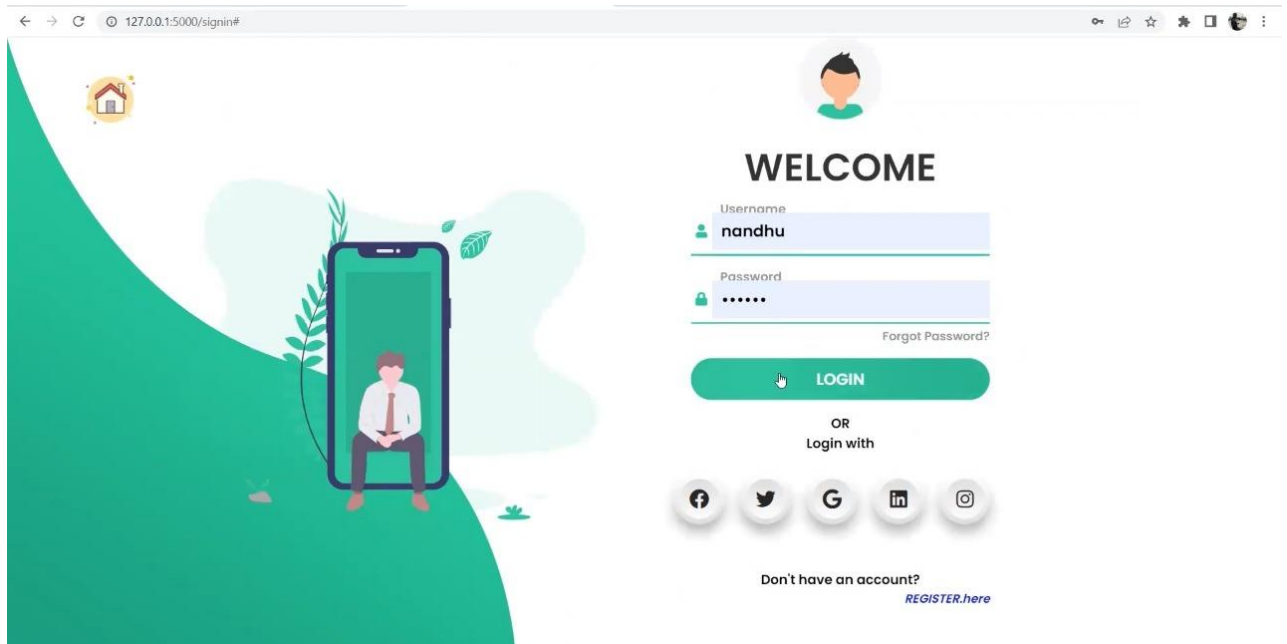 127.0.0.1:5000/signin#
WELCOME
Username
nandhu
Password
••••••
Forgot Password?
LOGIN
OR
Login with
Don't have an account?
REGISTER.here